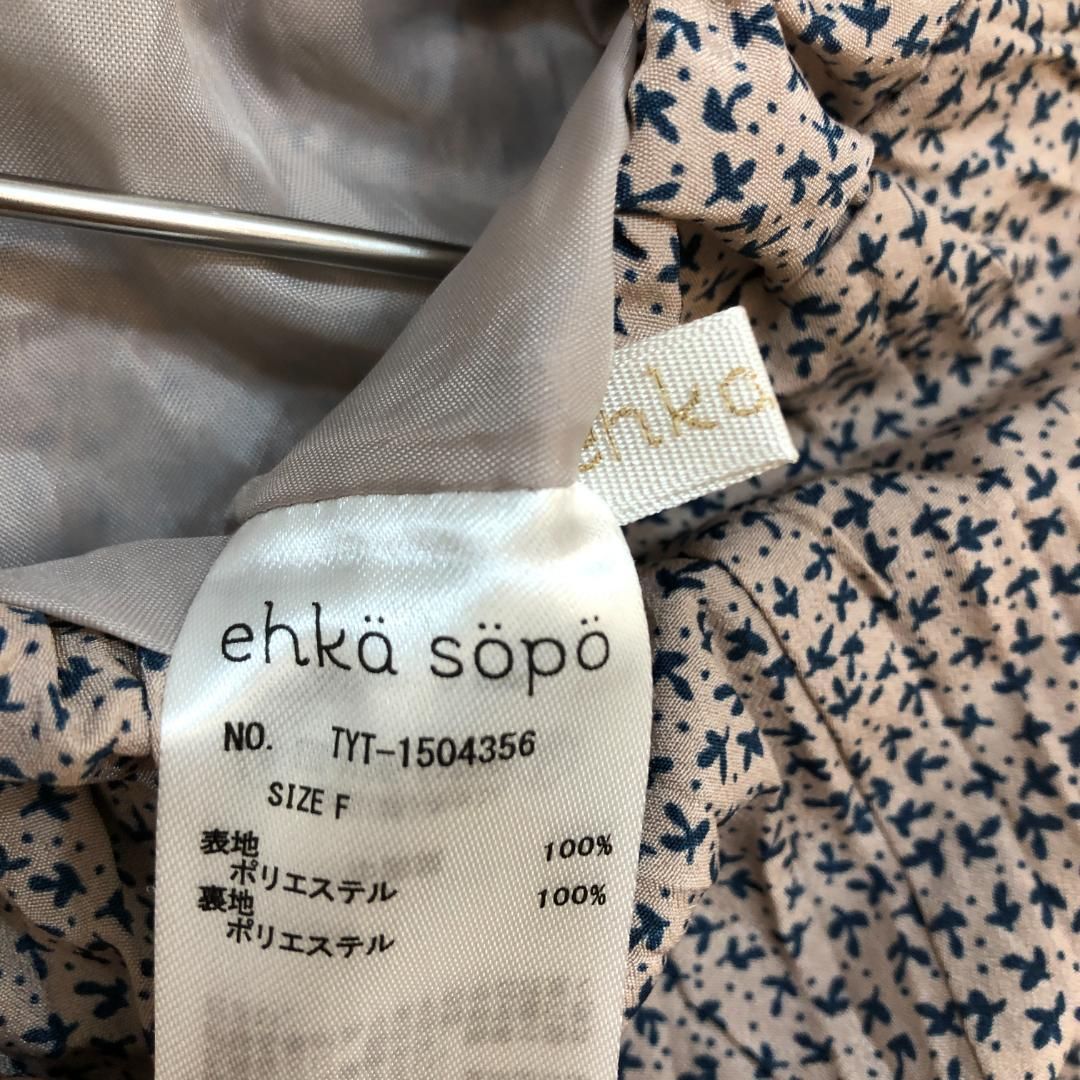 ehka
ehkä söpö
NO. TYT-1504356
SIZE F
表地
ポリエステル 100%
裏地
ポリエステル 100%